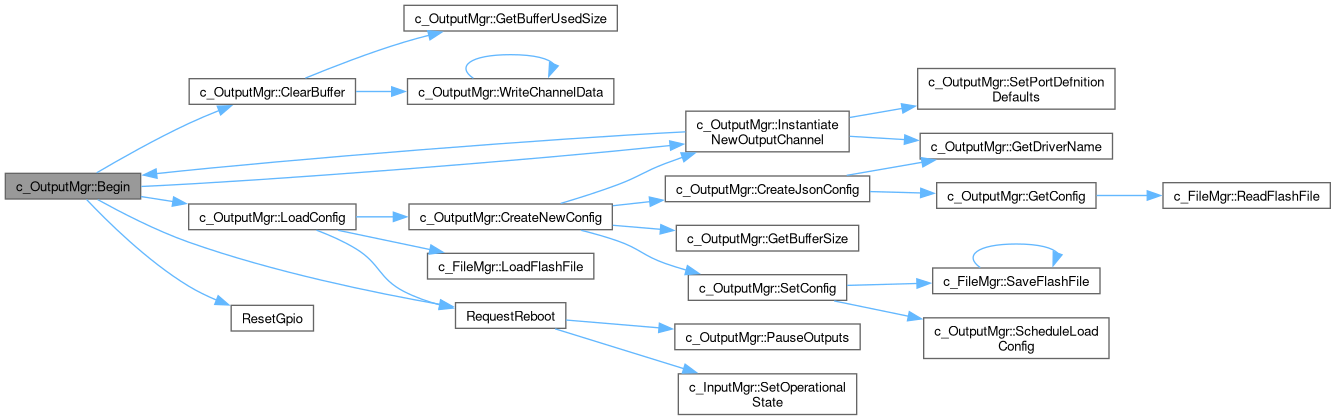 c_OutputMgr::GetBufferUsedSize
c_OutputMgr::ClearBuffer
c_OutputMgr::WriteChannelData
c_OutputMgr::SetPortDefnition
Defaults
c_OutputMgr::Instantiate
NewOutputChannel
c_OutputMgr::GetDriverName
c_OutputMgr::Begin
c_OutputMgr::CreateJsonConfig
c_OutputMgr::GetConfig
c_FileMgr::ReadFlashFile
c_OutputMgr::LoadConfig
c_OutputMgr::CreateNewConfig
c_OutputMgr::GetBufferSize
c_FileMgr::LoadFlashFile
c_OutputMgr::SetConfig
c_FileMgr::SaveFlashFile
ResetGpio
RequestReboot
c_OutputMgr::ScheduleLoad
Config
c_OutputMgr::PauseOutputs
c_InputMgr::SetOperational
State